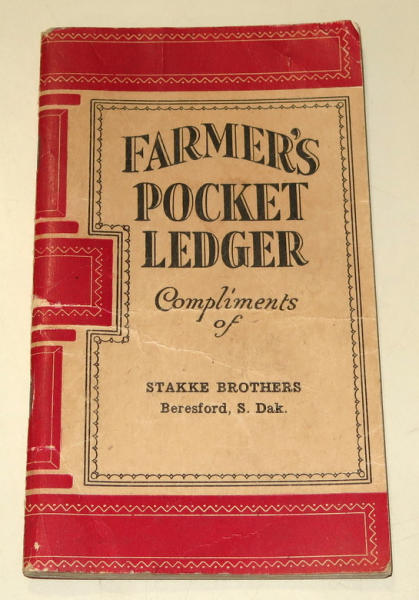 FARMER'S
POCKET
LEDGER
Compliments
of
STAKKE BROTHERS
Beresford, S. Dak.